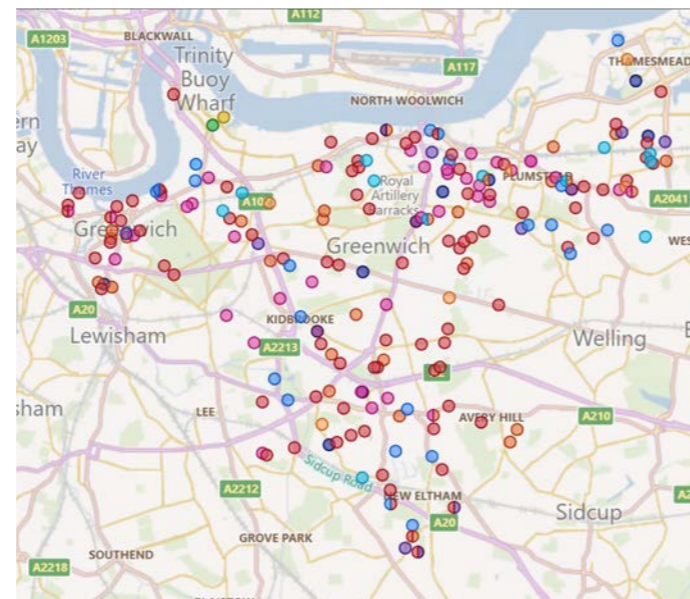 A112
A1203
BLACKWALL
Trinity
Buoy
Wharf
A117
THAMESMEAD
NORTH WOOLWICH
ern
ay
River
Thames
PLUMSTEAD
Royal
Artillery
Barracks
A2041
Greenwich
Greenwich
WES
A20
KIDBROOKE
Lewisham
A2213
Welling
E
sham
LEE
AVERY HILL
A210
Sidcup Road
A2212
NEW ELTHAM
A20
Sidcup
A2
GROVE PARK
SOUTHEND
A2218